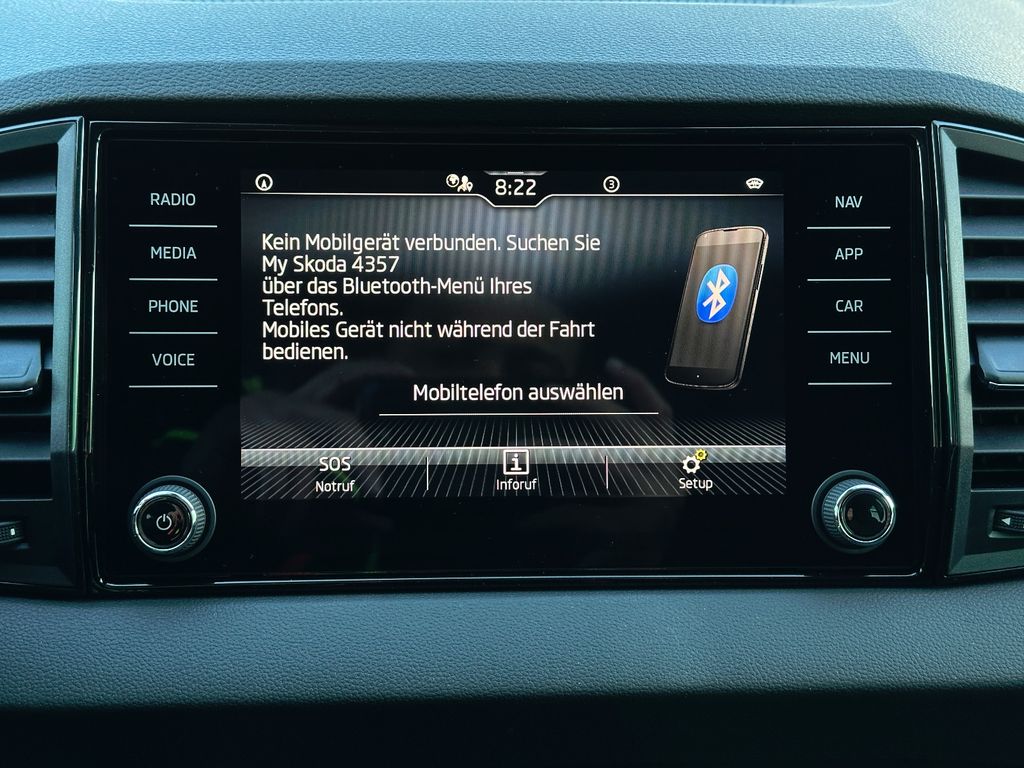 RADIO
MEDIA
PHONE
VOICE
8:22
3
Kein Mobilgerät verbunden. Suchen Sie
My Skoda 4357
über das Bluetooth-Menü Ihres
Telefons.
Mobiles Gerät nicht während der Fahrt
bedienen.
Mobiltelefon auswählen
SOS
Notruf
i
Inforuf
Setup
NAV
APP
CAR
MENU